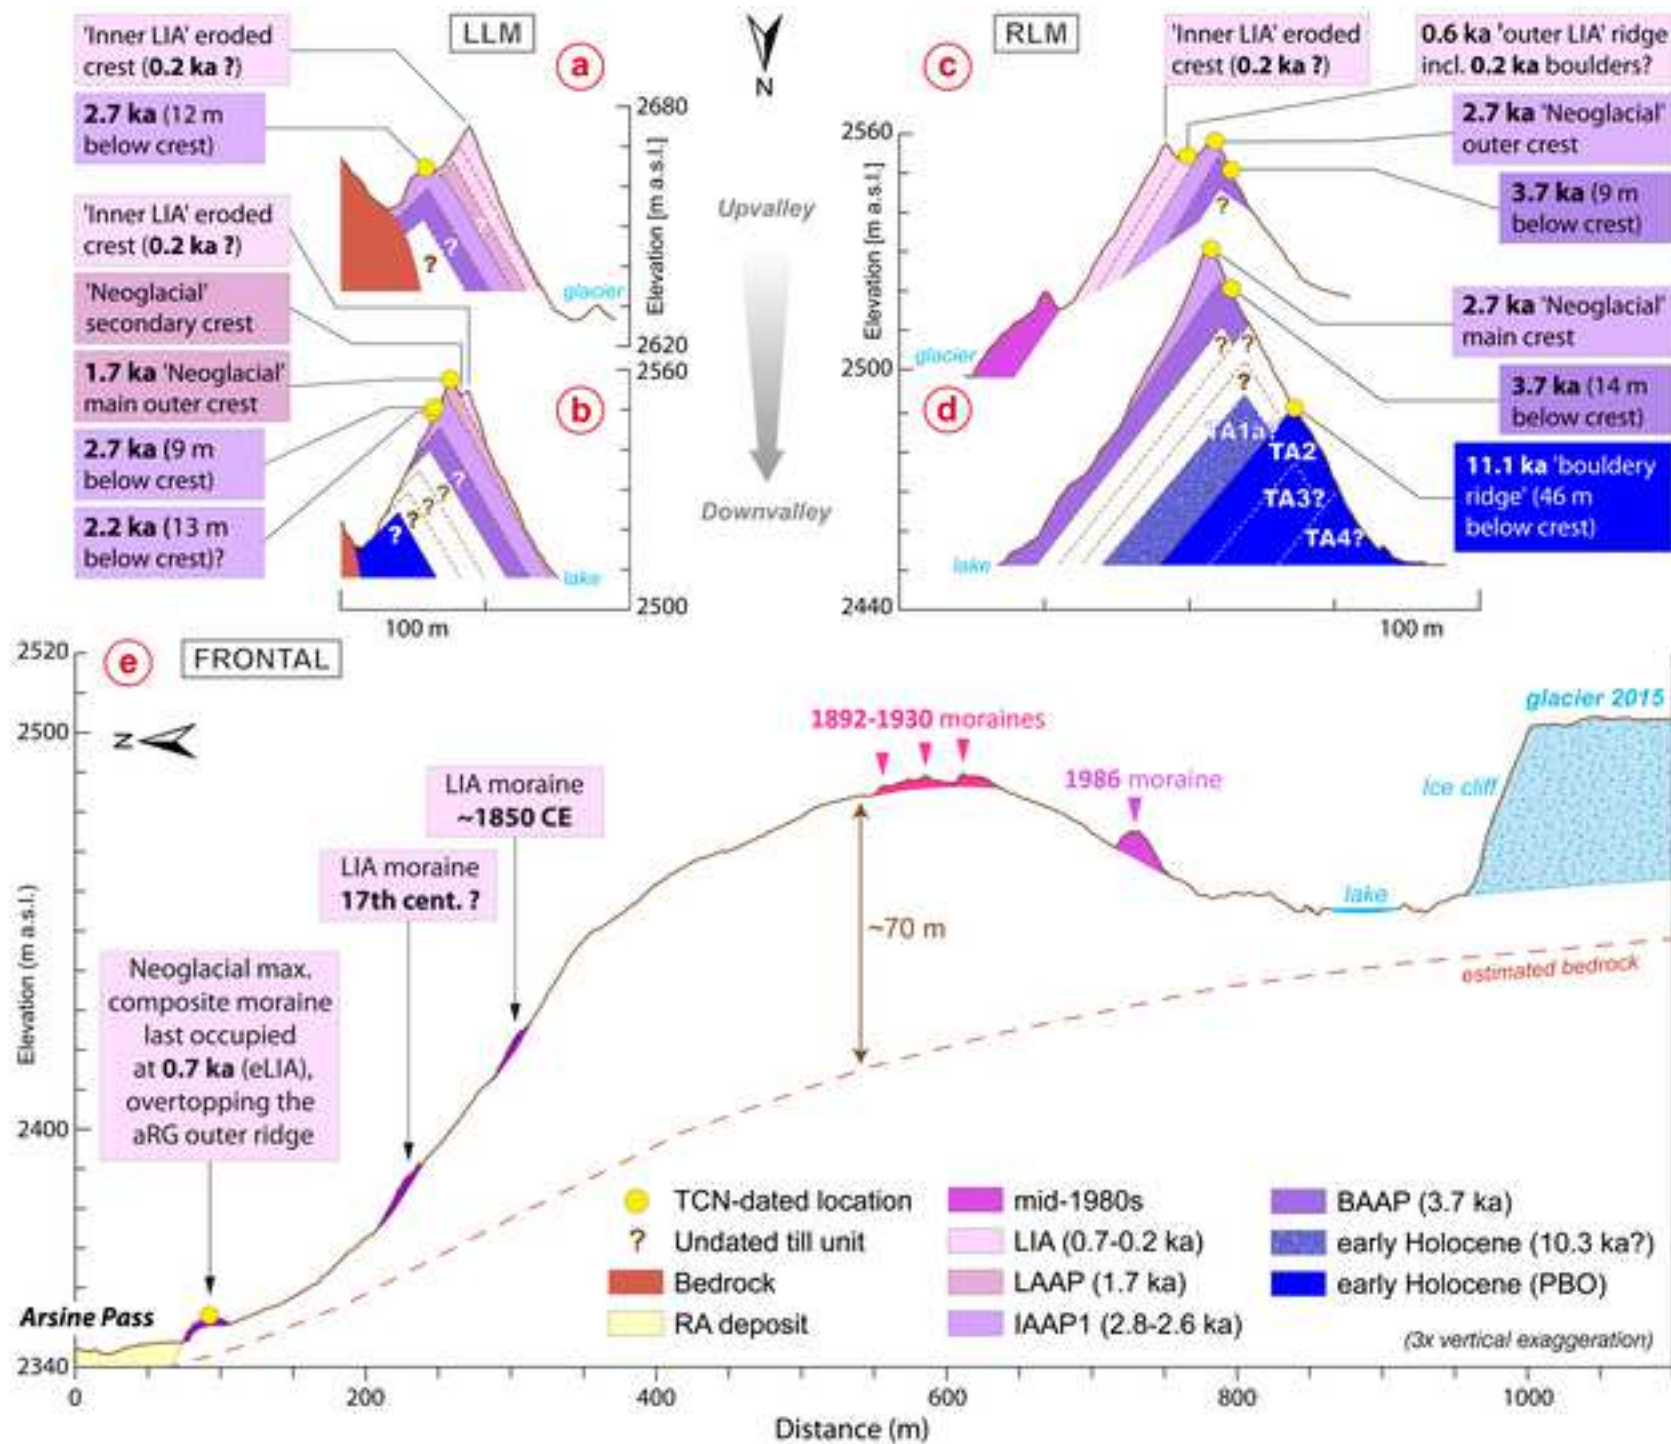 'Inner LIA' eroded
crest (0.2 ka ?)
2.7 ka (12 m
below crest)
'Inner LIA' eroded
crest (0.2 ka ?)
'Neoglacial'
secondary crest
1.7 ka 'Neoglacial'
main outer crest
2.7 ka (9 m
below crest)
2.2 ka (13 m
below crest)?
LLM
a
2680
Elevation [m a.s.l.]
glacier
2620
?
?
2560
b
?
?
?
?
?
lake
2500
100 m
N
Upvalley
Downvalley
RLM
c
'Inner LIA' eroded
crest (0.2 ka ?)
0.6 ka 'outer LIA' ridge
incl. 0.2 ka boulders?
2.7 ka 'Neoglacial'
outer crest
3.7 ka (9 m
below crest)
2.7 ka 'Neoglacial'
main crest
3.7 ka (14 m
below crest)
11.1 ka 'bouldery
ridge' (46 m
below crest)
2560
Elevation [m a.s.l.]
2500
glacier
?
d
?
?
?
TA1a
TA2
TA3?
TA4?
lake
2440
100 m
e
FRONTAL
2520
2500
2400
2340
Elevation (m a.s.l.)
N
1892-1930 moraines
1986 moraine
glacier 2015
Ice cliff
lake
estimated bedrock
~70 m
LIA moraine
~1850 CE
LIA moraine
17th cent. ?
Neoglacial max.
composite moraine
last occupied
at 0.7 ka (eLIA),
overtopping the
aRG outer ridge
Arsine Pass
TCN-dated location
? Undated till unit
Bedrock
RA deposit
mid-1980s
LIA (0.7-0.2 ka)
LAAP (1.7 ka)
IAAP1 (2.8-2.6 ka)
BAAP (3.7 ka)
early Holocene (10.3 ka?)
early Holocene (PBO)
(3x vertical exaggeration)
0 200 400 600 800 1000
Distance (m)